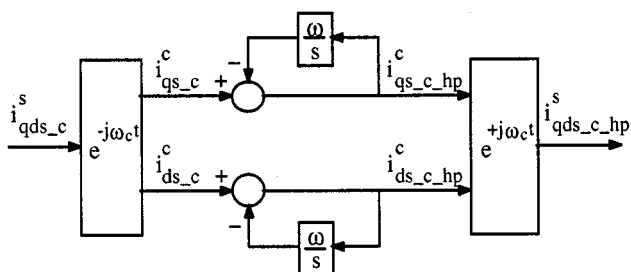 ω/s
− i^c_qs_c + i^c_qs_c_hp
i^s_qds_c e^-jω_c t e^+jω_c t i^s_qds_c_hp
i^c_ds_c + i^c_ds_c_hp
−
ω/s